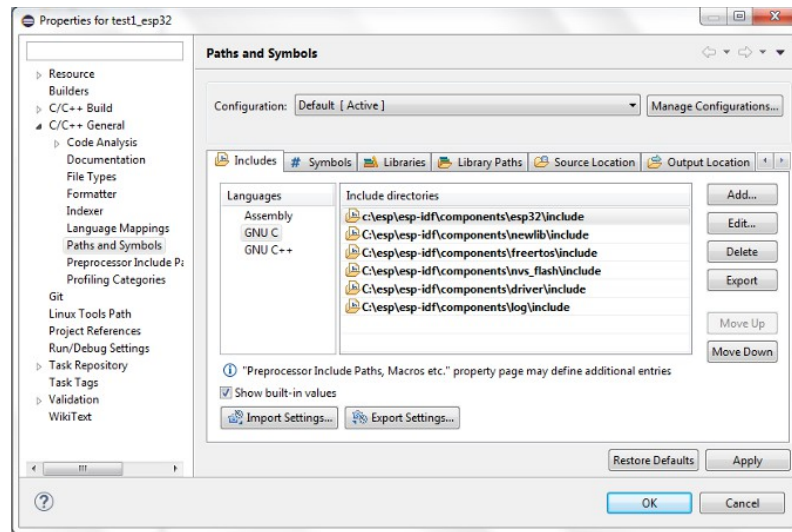 Properties for test1_esp32
Resource
Builders
C/C++ Build
C/C++ General
Code Analysis
Documentation
File Types
Formatter
Indexer
Language Mappings
Paths and Symbols
Preprocessor Include Pa
Profiling Categories
Git
Linux Tools Path
Project References
Run/Debug Settings
Task Repository
Task Tags
Validation
WikiText
Paths and Symbols
Configuration: Default [ Active ] Manage Configurations...
Includes # Symbols Libraries Library Paths Source Location Output Location
Languages
Assembly
GNU C
GNU C++
Include directories
c:\esp\esp-idf\components\esp32\include
C:\esp\esp-idf\components\newlib\include
C:\esp\esp-idf\components\freertos\include
C:\esp\esp-idf\components\nvs_flash\include
C:\esp\esp-idf\components\driver\include
C:\esp\esp-idf\components\log\include
Add...
Edit...
Delete
Export
Move Up
Move Down
"Preprocessor Include Paths, Macros etc." property page may define additional entries
Show built-in values
Import Settings... Export Settings...
Restore Defaults Apply
? OK Cancel